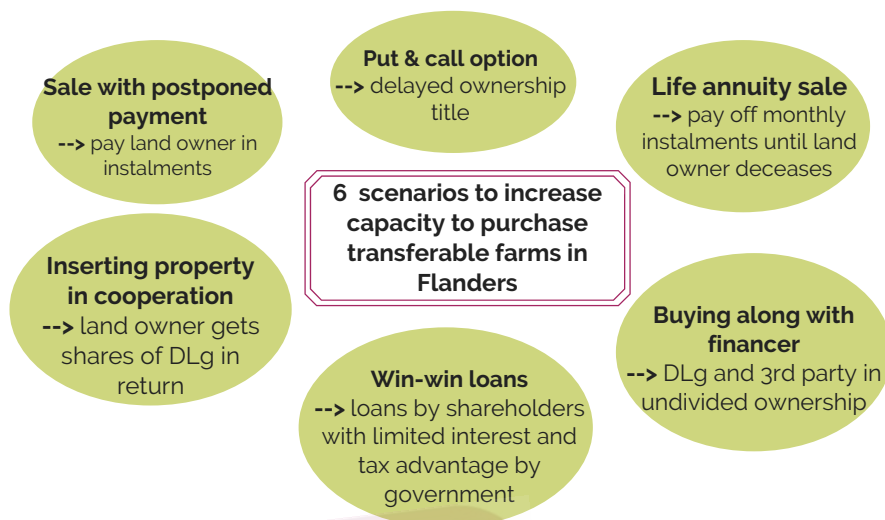 Sale with postponed
payment
--> pay land owner in
instalments
Put & call option
--> delayed ownership
title
Life annuity sale
--> pay off monthly
instalments until land
owner deceases
6 scenarios to increase
capacity to purchase
transferable farms in
Flanders
Inserting property
in cooperation
--> land owner gets
shares of DLg in
return
Win-win loans
--> loans by shareholders
with limited interest and
tax advantage by
government
Buying along with
financer
--> DLg and 3rd party in
undivided ownership